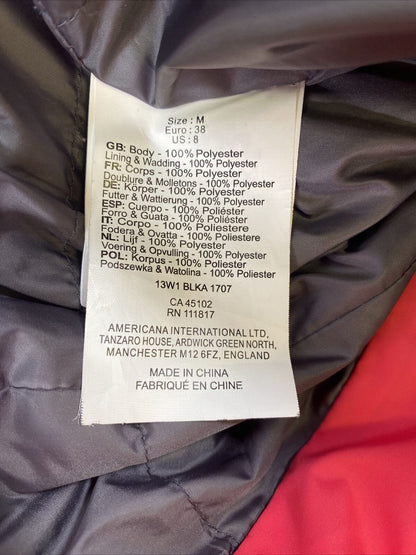 Size : M
Euro : 38
US : 8
GB: Body - 100% Polyester
Lining & Wadding - 100% Polyester
FR: Corps - 100% Polyester
Doublure & Molletons - 100% Polyester
DE: Körper - 100% Polyester
Futter & Wattierung - 100% Polyester
ESP: Cuerpo - 100% Poliéster
Forro & Guata - 100% Poliéster
IT: Corpo - 100% Poliestere
Fodera & Ovatta - 100% Poliestere
NL: Lijf - 100% Polyester
Voering & Opvulling - 100% Polyester
POL: Korpus - 100% Polyester
Podszewka & Watolina - 100% Polyester
13W1 BLKA 1707
CA 45102
RN 111817
AMERICANA INTERNATIONAL LTD,
TANZARO HOUSE, ARDWICK GREEN NORTH,
MANCHESTER M12 6FZ, ENGLAND
MADE IN CHINA
FABRIQUÉ EN CHINE